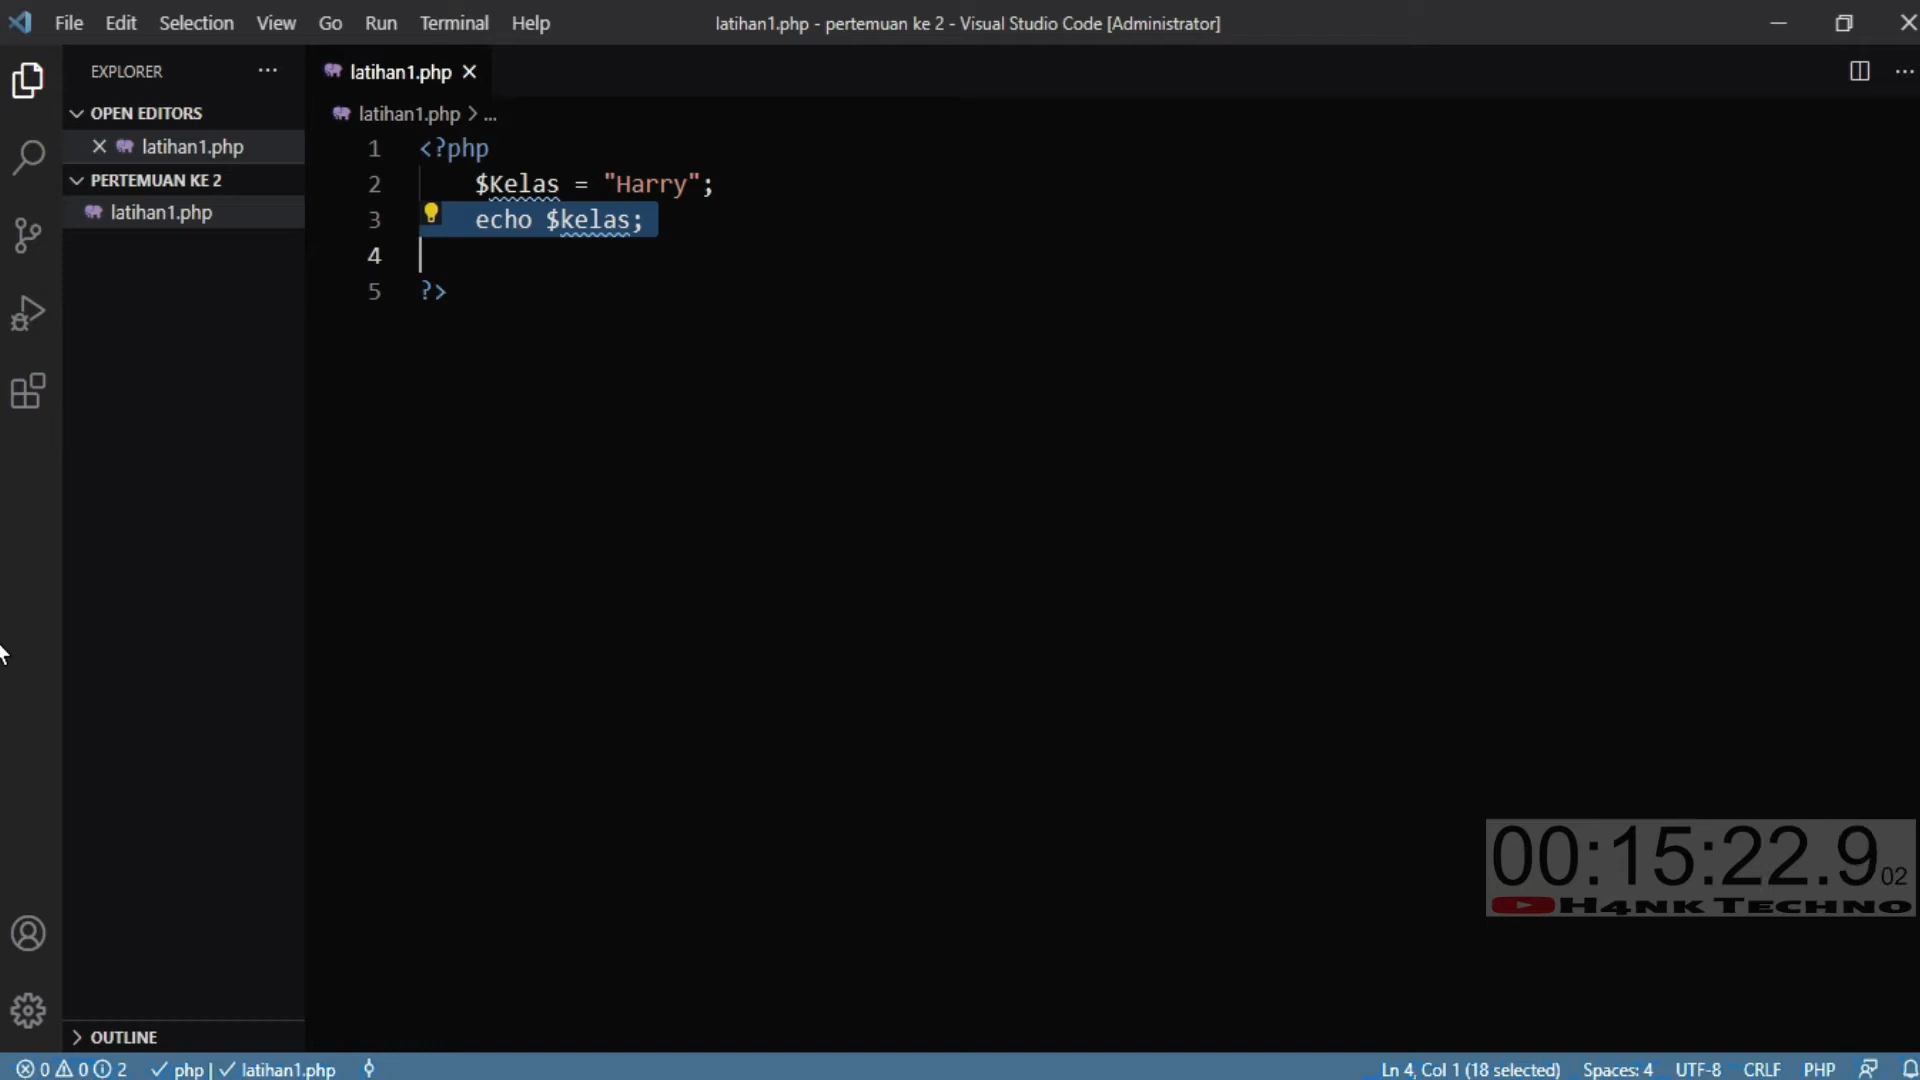 File Edit Selection View Go Run Terminal Help latihan1.php - pertemuan ke 2 - Visual Studio Code [Administrator]
EXPLORER
OPEN EDITORS
latihan1.php
PERTEMUAN KE 2
latihan1.php
OUTLINE
latihan1.php
latihan1.php > ...
1 <?php
2 $Kelas = "Harry";
3 echo $kelas;
4
5 ?>
00:15:22.902
H4NK TECHNO
0 0 2 php | latihan1.php Ln 4, Col 1 (18 selected) Spaces: 4 UTF-8 CRLF PHP